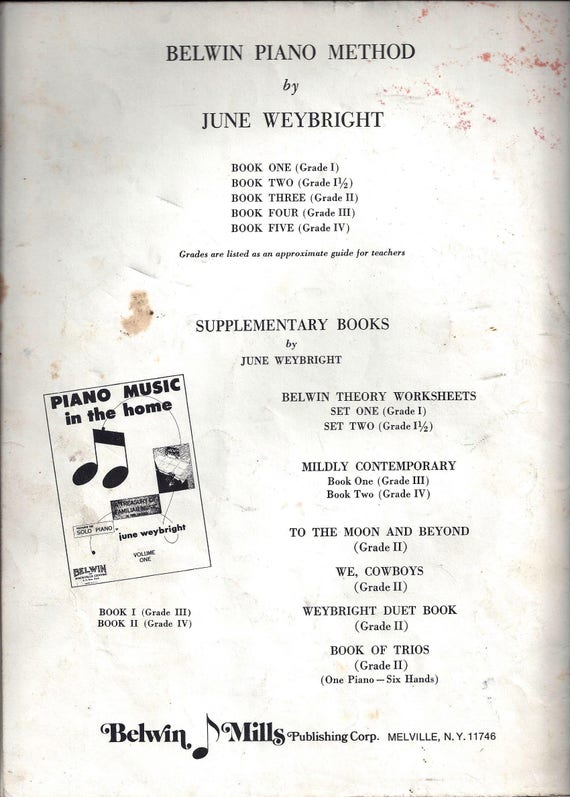 BELWIN PIANO METHOD
by
JUNE WEYBRIGHT
BOOK ONE (Grade I)
BOOK TWO (Grade I½)
BOOK THREE (Grade II)
BOOK FOUR (Grade III)
BOOK FIVE (Grade IV)
Grades are listed as an approximate guide for teachers
SUPPLEMENTARY BOOKS
by
JUNE WEYBRIGHT
PIANO MUSIC
in the home
A TREASURY OF
FAMILIAR MUSIC
SOLO PIANO
june weybright
VOLUME
ONE
BELWIN
BOOK I (Grade III)
BOOK II (Grade IV)
BELWIN THEORY WORKSHEETS
SET ONE (Grade I)
SET TWO (Grade I½)
MILDLY CONTEMPORARY
Book One (Grade III)
Book Two (Grade IV)
TO THE MOON AND BEYOND
(Grade II)
WE, COWBOYS
(Grade II)
WEYBRIGHT DUET BOOK
(Grade II)
BOOK OF TRIOS
(Grade II)
(One Piano—Six Hands)
Belwin Mills Publishing Corp. MELVILLE, N.Y. 11746